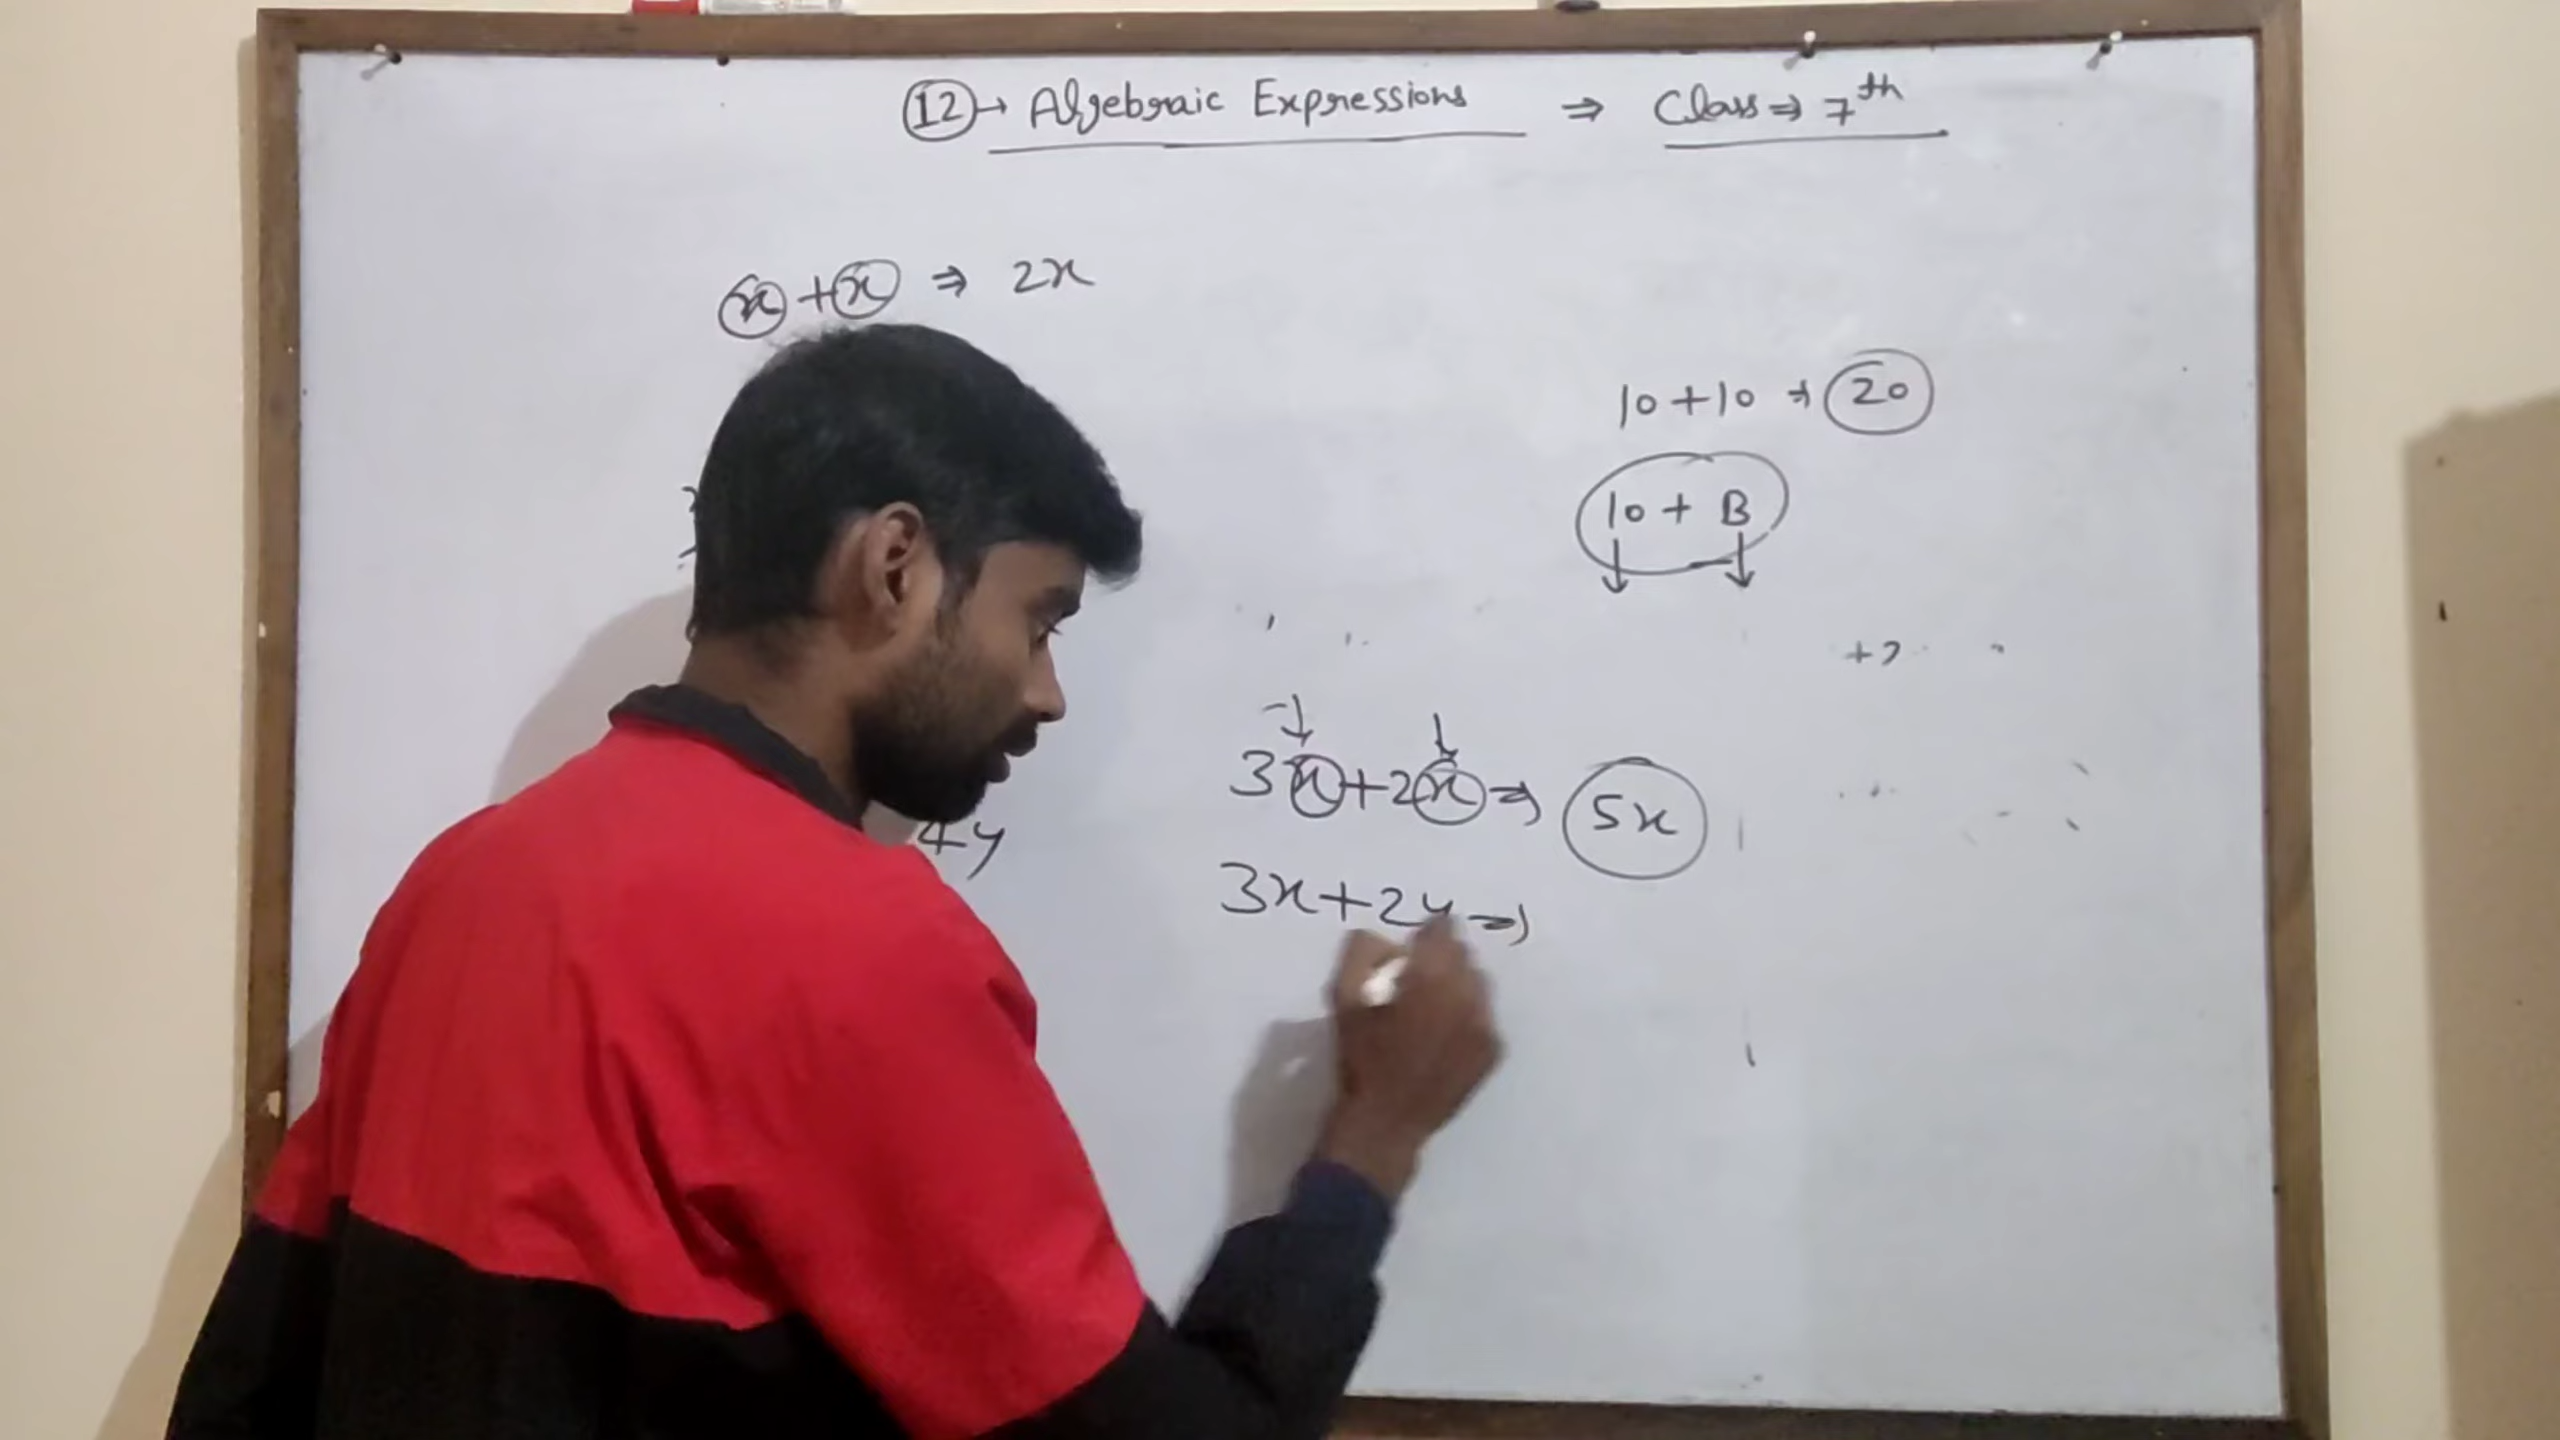 ⑫→ Algebraic Expressions ⇒ Class ⇒ 7th
x + x ⇒ 2x
10 + 10 ⇒ 20
10 + B
+2
3x + 2x ⇒ 5x
4y
3x + 2y ⇒